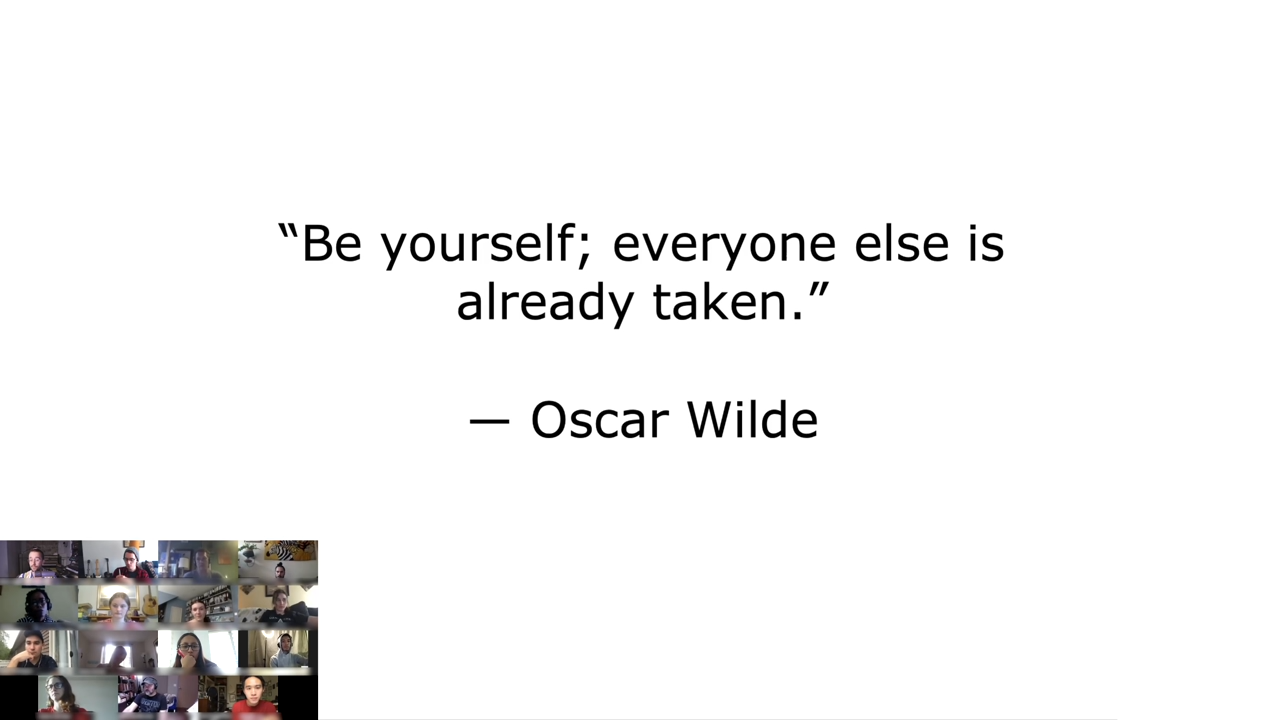 “Be yourself; everyone else is
already taken.”
— Oscar Wilde